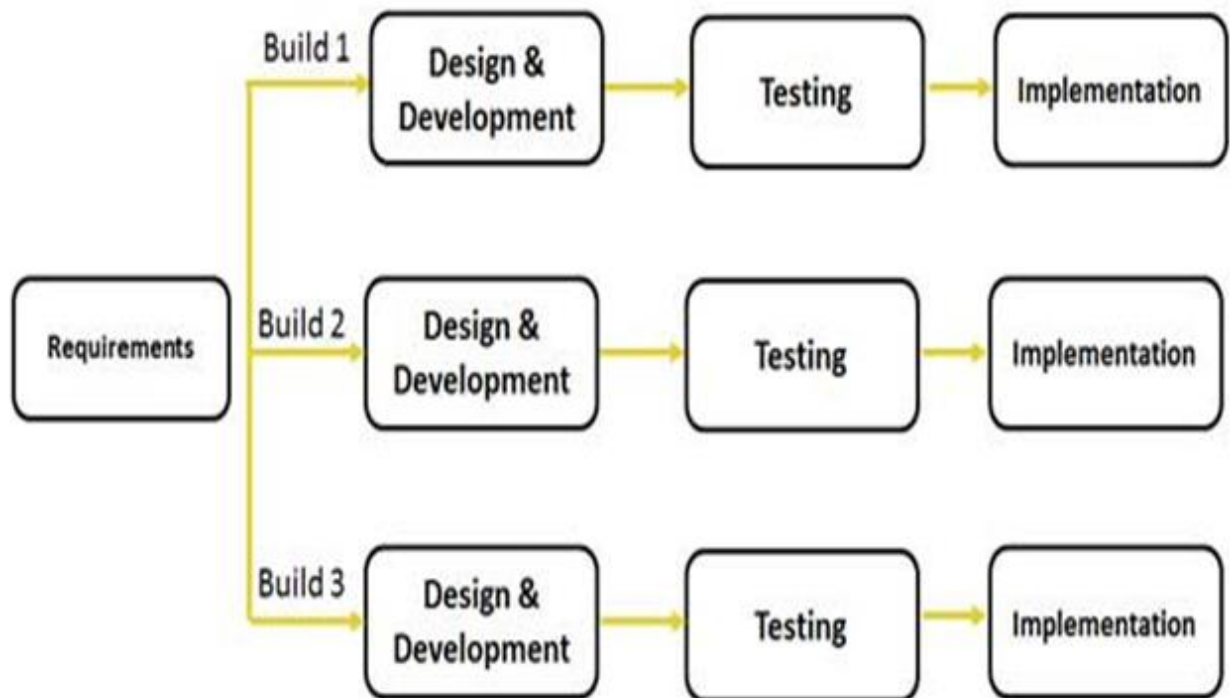 Build 1
Design &
Development
Testing
Implementation
Requirements
Build 2
Design &
Development
Testing
Implementation
Build 3
Design &
Development
Testing
Implementation